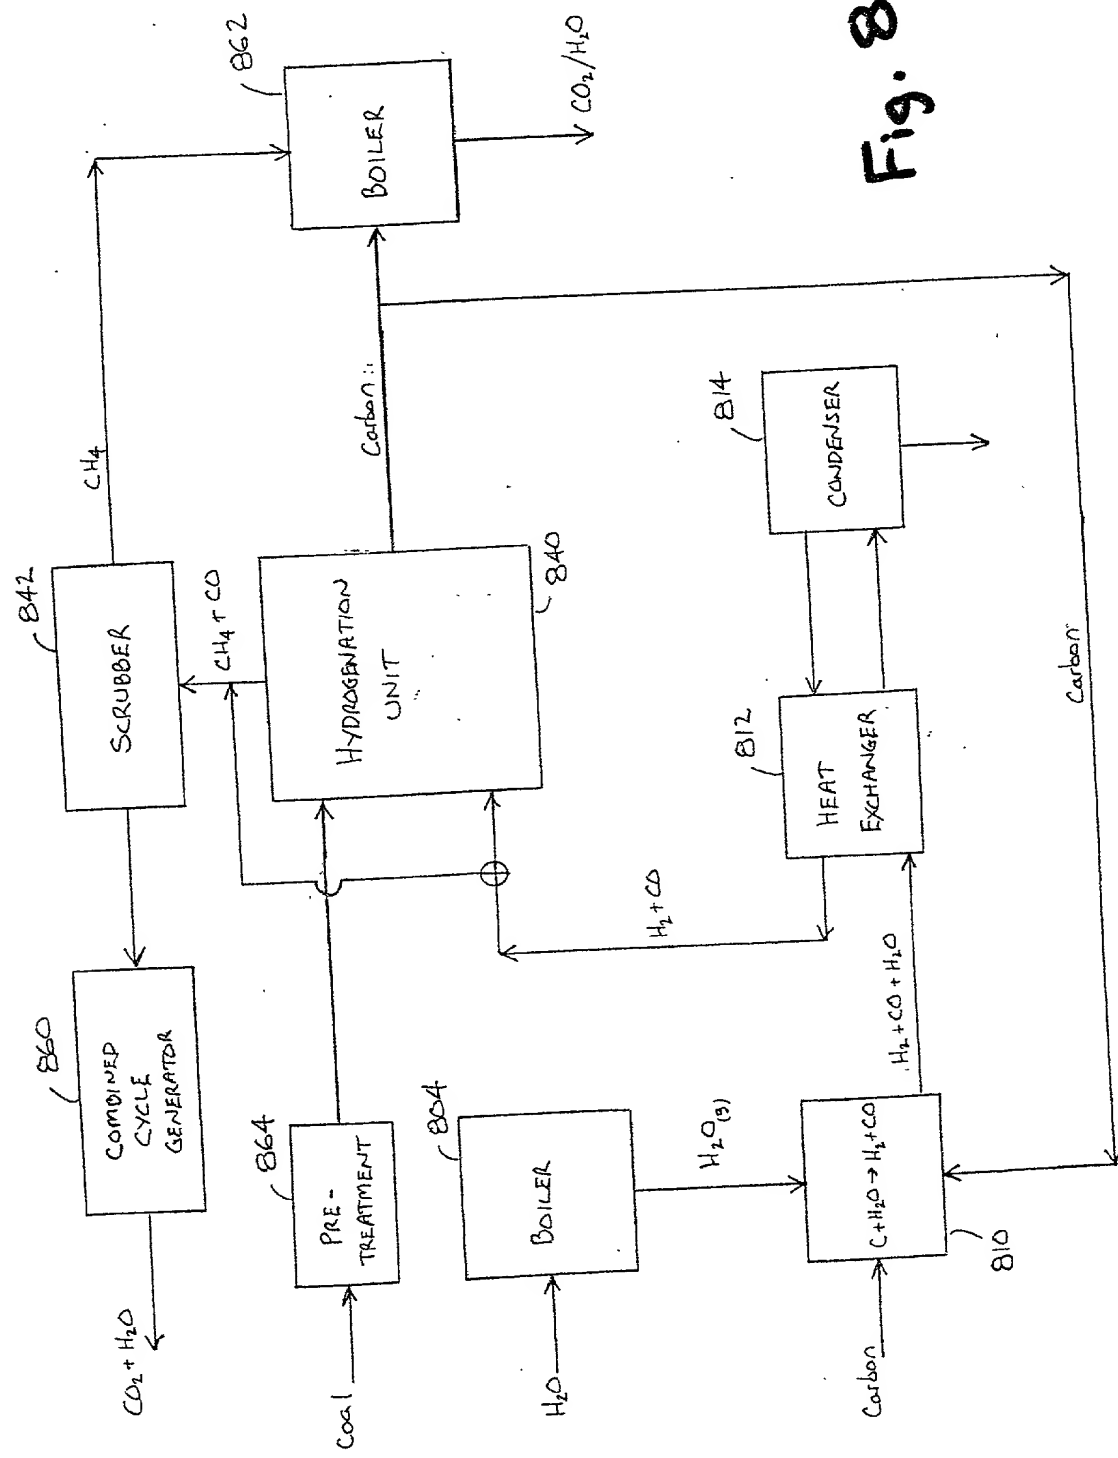 860
COMBINED
CYCLE
GENERATOR
CO₂ + H₂O
842
SCRUBBER
CH₄
862
BOILER
CO₂/H₂O
CH₄ + CO
864
PRE-
TREATMENT
Coal
HYDROGENATION
UNIT
840
Carbon
804
BOILER
H₂O
H₂O(g)
H₂ + CO
812
HEAT
EXCHANGER
814
CONDENSER
H₂ + CO + H₂O
C + H₂O → H₂ + CO
810
Carbon
Carbon
Fig. 8